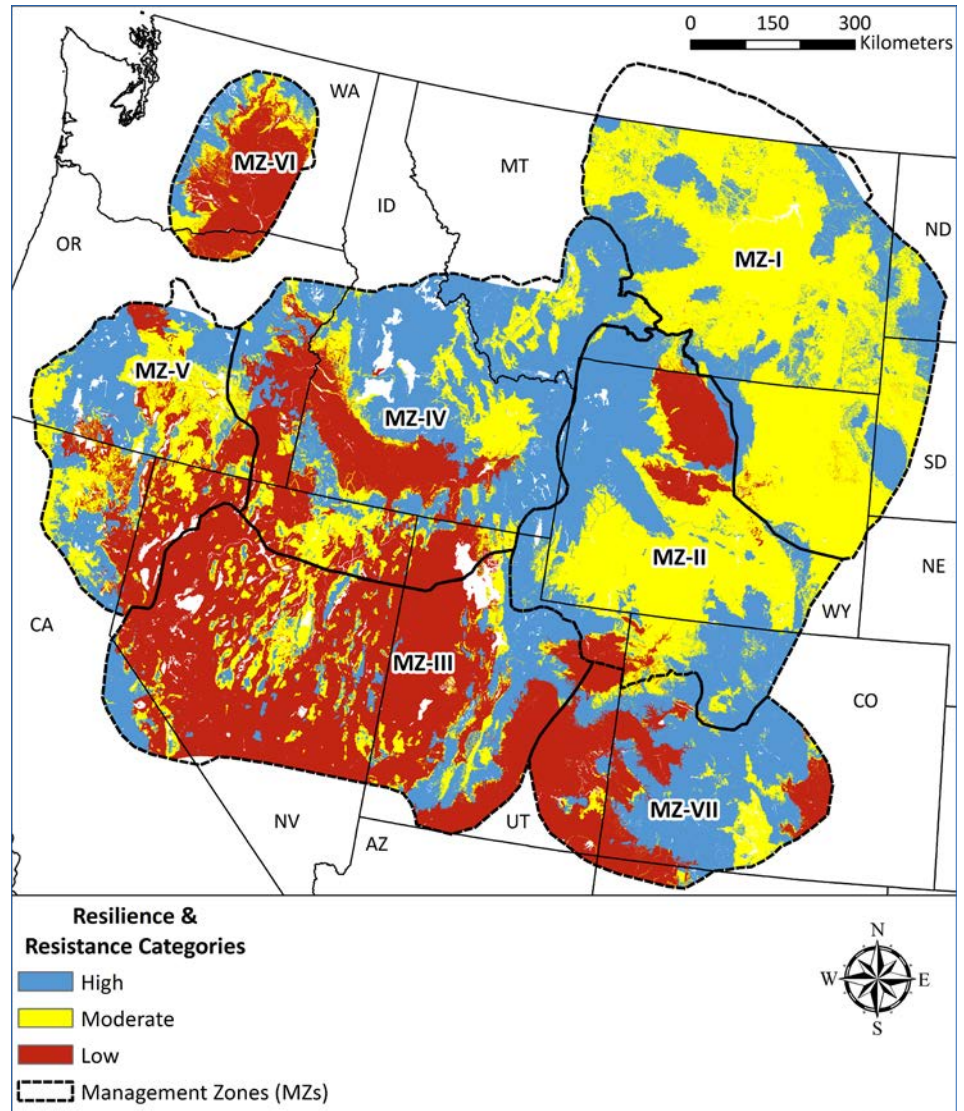 0 150 300
Kilometers
WA
MZ-VI
MT
ID
OR
ND
MZ-I
MZ-V
MZ-IV
SD
MZ-II
NE
WY
CA
MZ-III
CO
MZ-VII
NV
UT
AZ
Resilience &
Resistance Categories
High
Moderate
Low
Management Zones (MZs)
N
W E
S